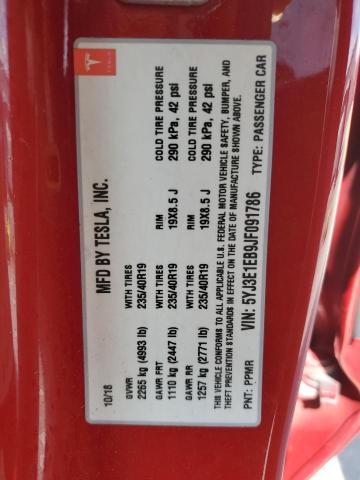 TESLA
MFD BY TESLA, INC.
10/18
GVWR WITH TIRES RIM COLD TIRE PRESSURE
2265 kg (4993 lb) 235/40R19 19X8.5 J 290 kPa, 42 psi
GAWR FRT WITH TIRES RIM COLD TIRE PRESSURE
1110 kg (2447 lb) 235/40R19 19X8.5 J 290 kPa, 42 psi
GAWR RR WITH TIRES
1257 kg (2771 lb) 235/40R19
THIS VEHICLE CONFORMS TO ALL APPLICABLE U.S. FEDERAL MOTOR VEHICLE SAFETY, BUMPER, AND
THEFT PREVENTION STANDARDS IN EFFECT ON THE DATE OF MANUFACTURE SHOWN ABOVE.
PNT: PPMR VIN: 5YJ3E1EB9JF091786 TYPE: PASSENGER CAR